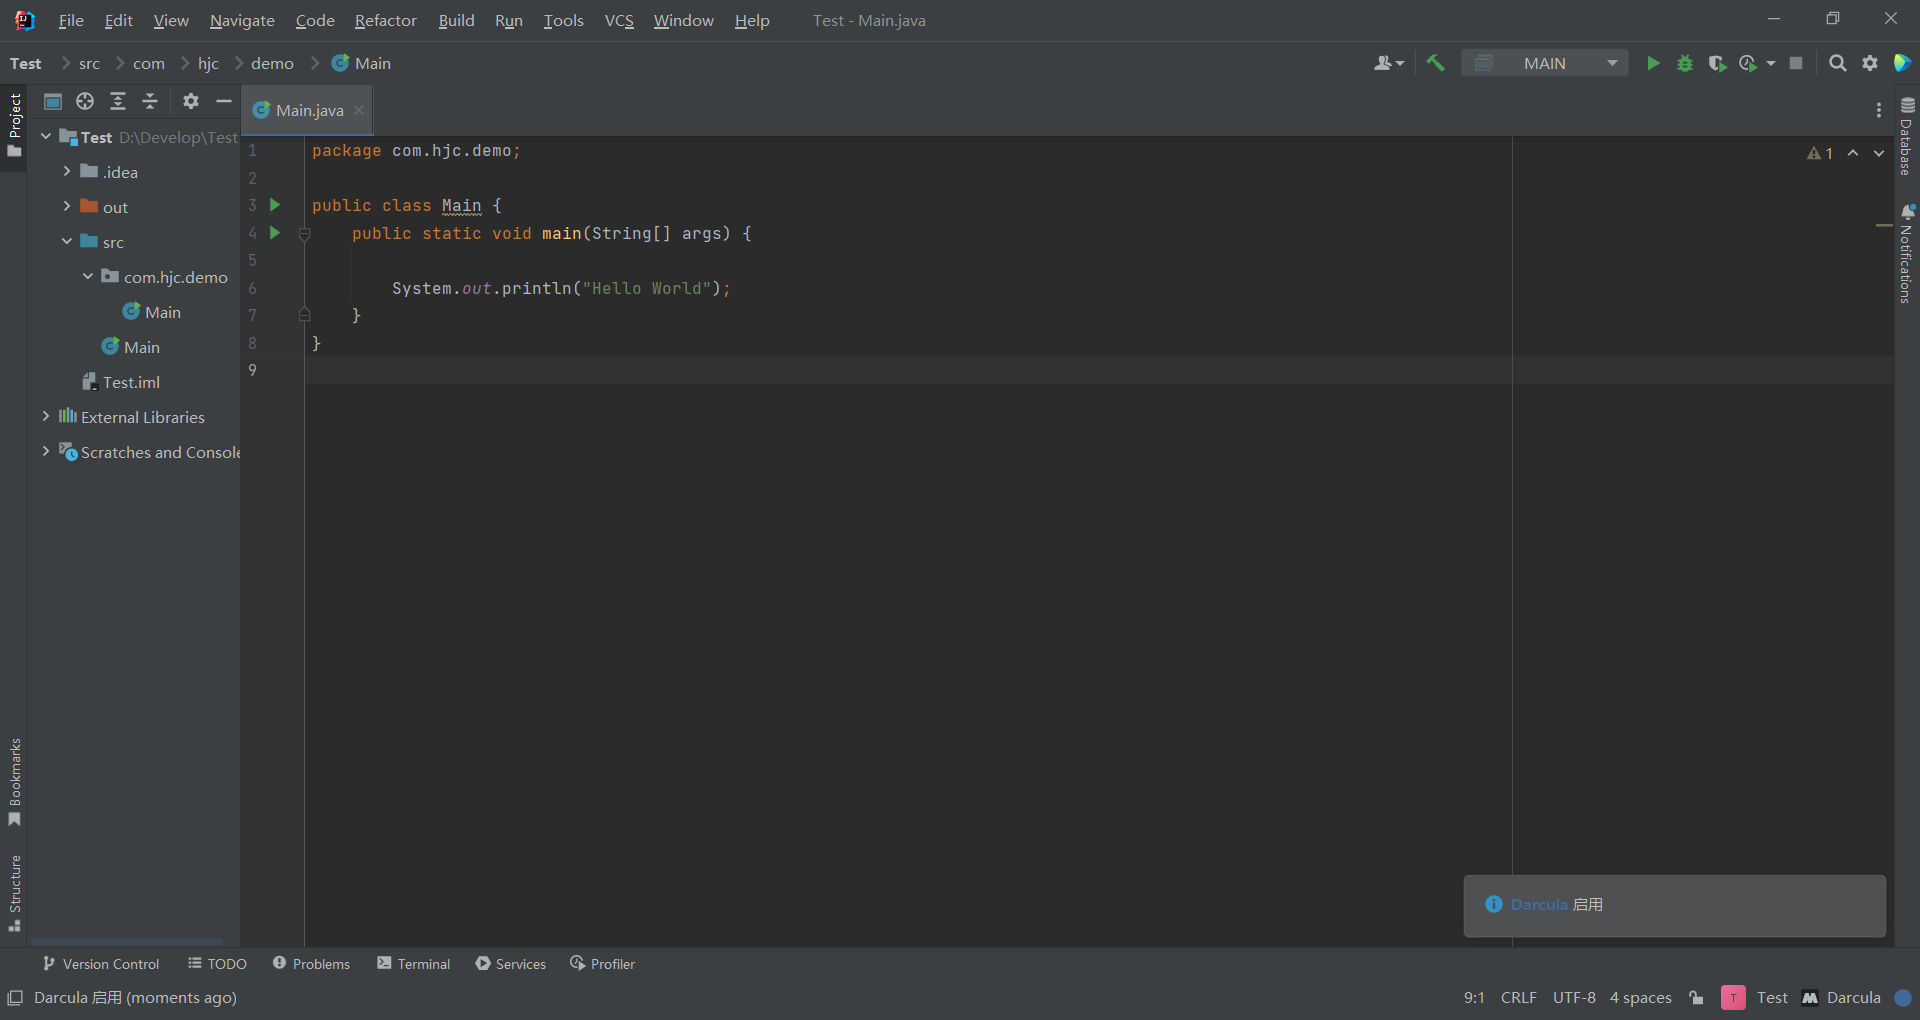 File Edit View Navigate Code Refactor Build Run Tools VCS Window Help Test - Main.java
Test src com hjc demo Main
MAIN
Project
Main.java
Test D:\Develop\Test
.idea
out
src
com.hjc.demo
Main
Main
Test.iml
External Libraries
Scratches and Console
1 package com.hjc.demo;
2
3 public class Main {
4 public static void main(String[] args) {
5
6 System.out.println("Hello World");
7 }
8 }
9
1
Database
Notifications
Bookmarks
Structure
Darcula 启用
Version Control TODO Problems Terminal Services Profiler
Darcula 启用 (moments ago)
9:1 CRLF UTF-8 4 spaces T Test M Darcula